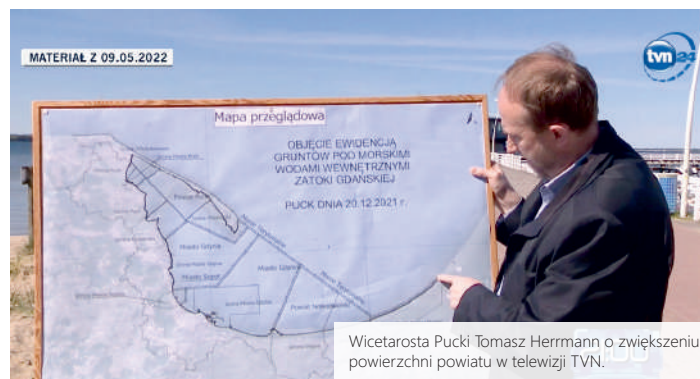 MATERIAŁ Z 09.05.2022
tvn24
Mapa przeglądowa
OBJĘCIE EWIDENCJĄ
GRUNTÓW POD MORSKIMI
WODAMI WEWNĘTRZNYMI
ZATOKI GDAŃSKIEJ
PUCK DNIA 20.12.2021 r.
Miasto Gdynia
Miasto Sopot
Miasto Gdańsk
Wicetarosta Pucki Tomasz Herrmann o zwiększeniu
powierzchni powiatu w telewizji TVN.